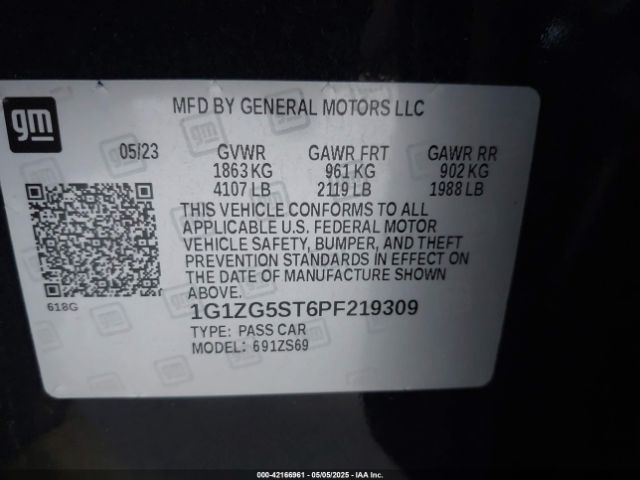 gm
MFD BY GENERAL MOTORS LLC
05/23 GVWR GAWR FRT GAWR RR
1863 KG 961 KG 902 KG
4107 LB 2119 LB 1988 LB
THIS VEHICLE CONFORMS TO ALL
APPLICABLE U.S. FEDERAL MOTOR
VEHICLE SAFETY, BUMPER, AND THEFT
PREVENTION STANDARDS IN EFFECT ON
THE DATE OF MANUFACTURE SHOWN
ABOVE.
618G
1G1ZG5ST6PF219309
TYPE: PASS CAR
MODEL: 691ZS69
000-42166961 - 05/05/2025 - IAA Inc.